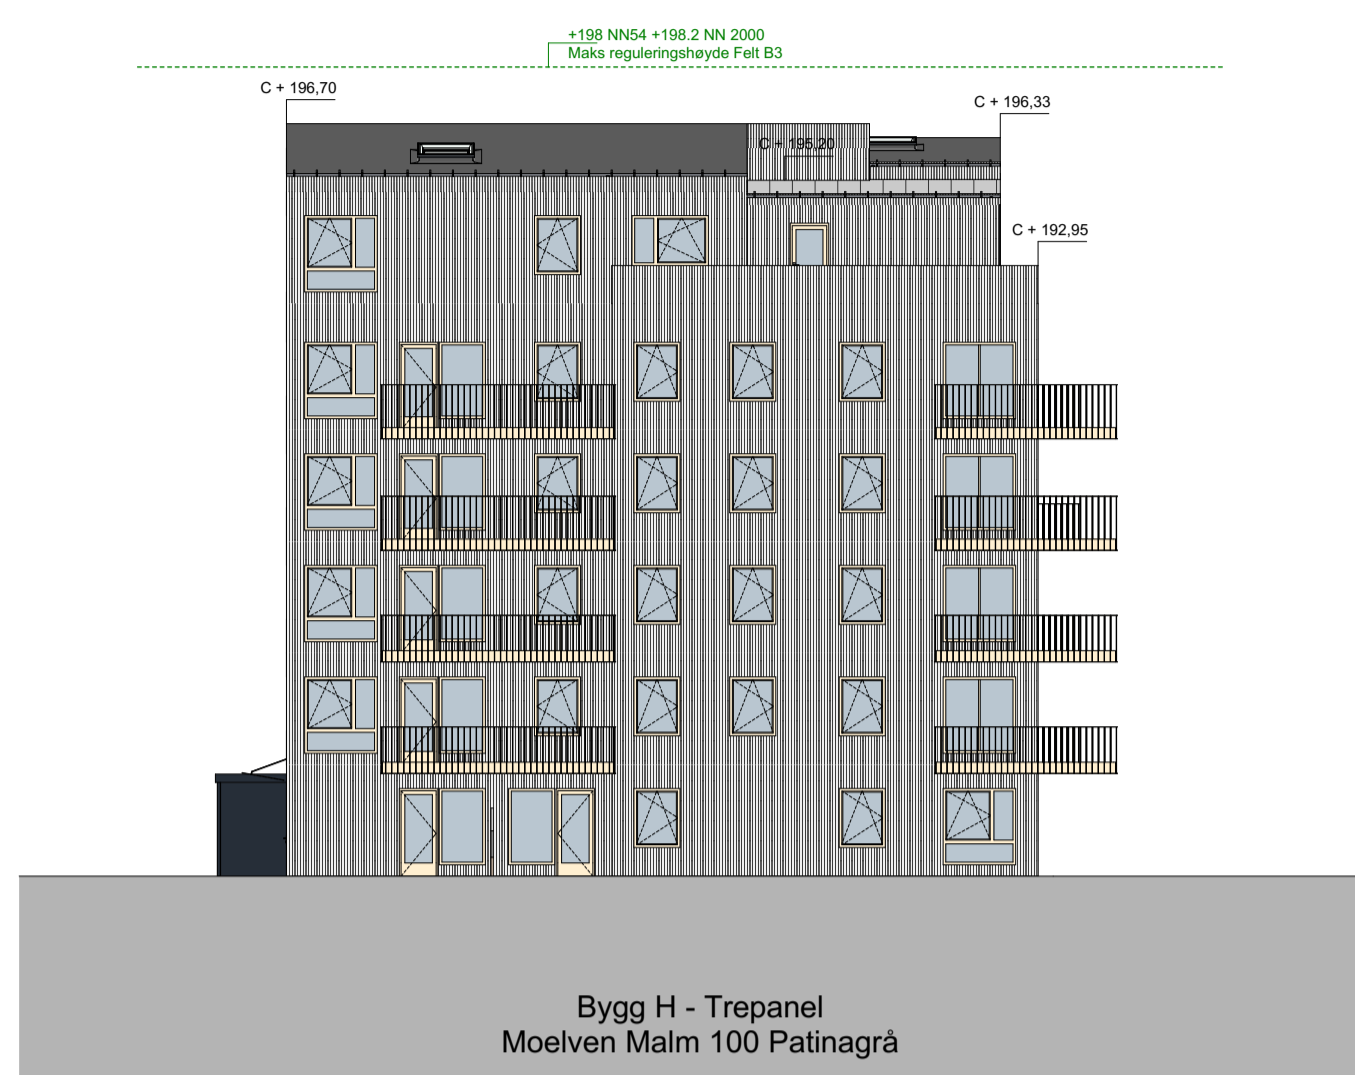 +198 NN54 +198.2 NN 2000
Maks reguleringshøyde Felt B3
C + 196,70
C + 196,33
C + 195,20
C + 192,95
Bygg H - Trepanel
Moelven Malm 100 Patinagrå